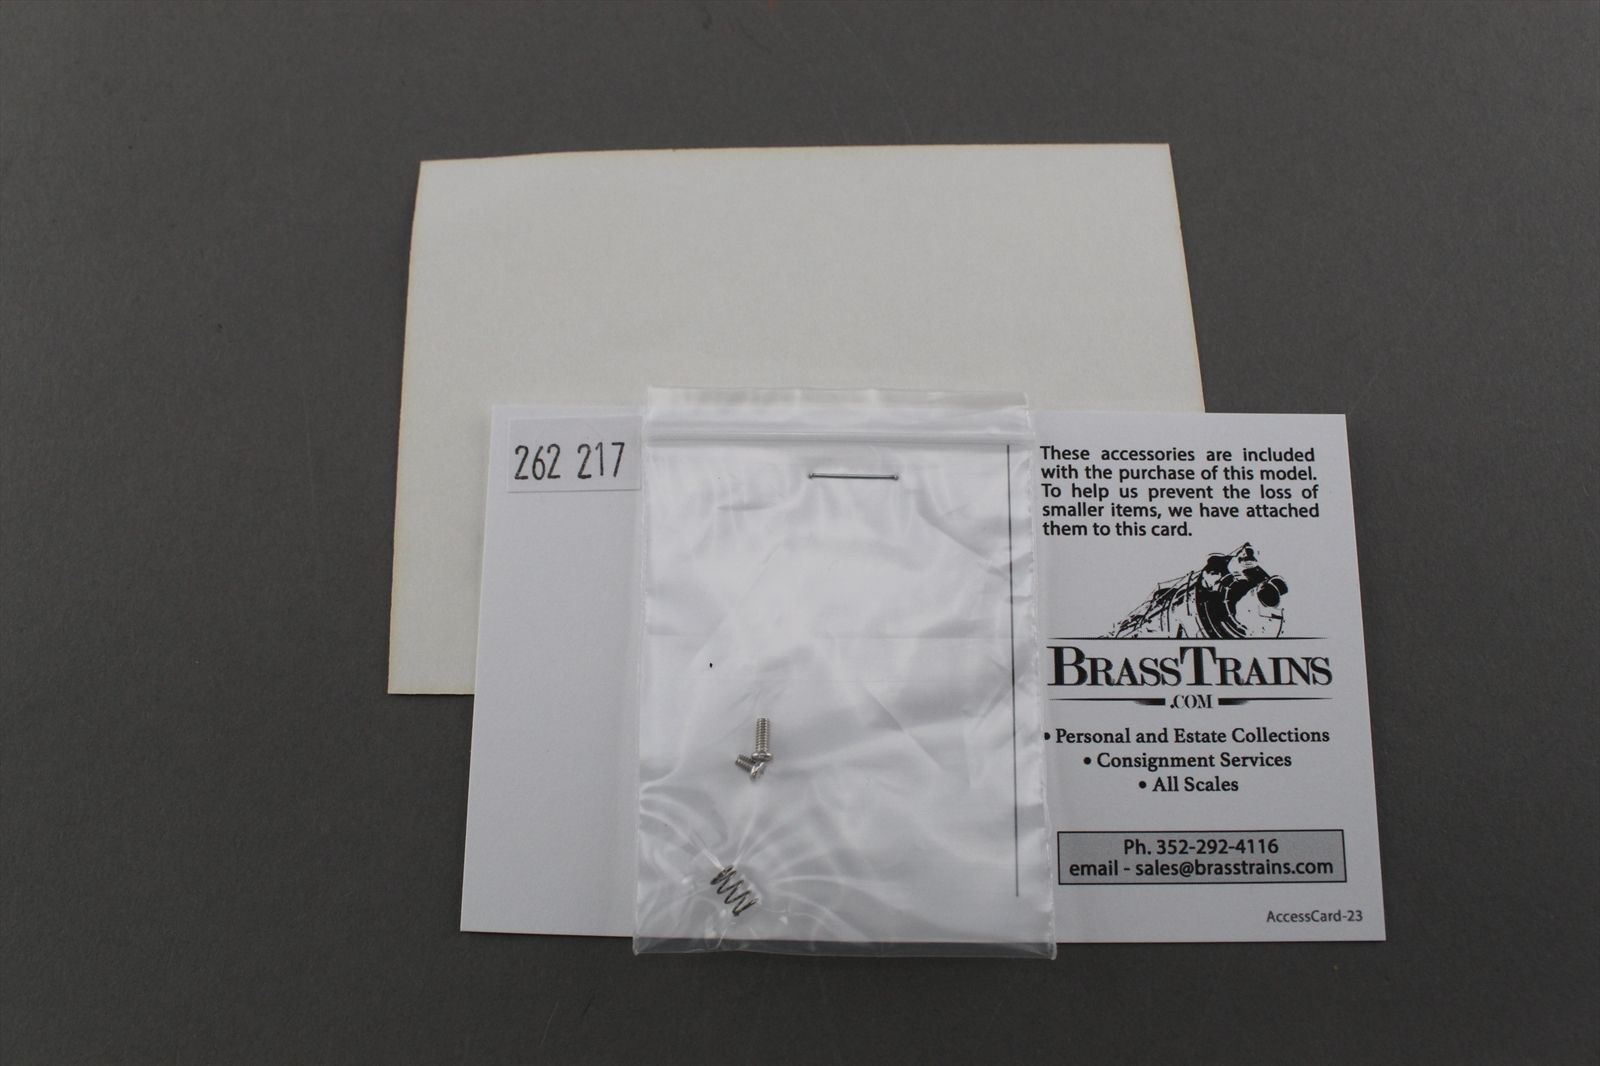 262 217
These accessories are included
with the purchase of this model.
To help us prevent the loss of
smaller items, we have attached
them to this card.
BRASSTRAINS
.COM
• Personal and Estate Collections
• Consignment Services
• All Scales
Ph. 352-292-4116
email - sales@brasstrains.com
AccessCard-23